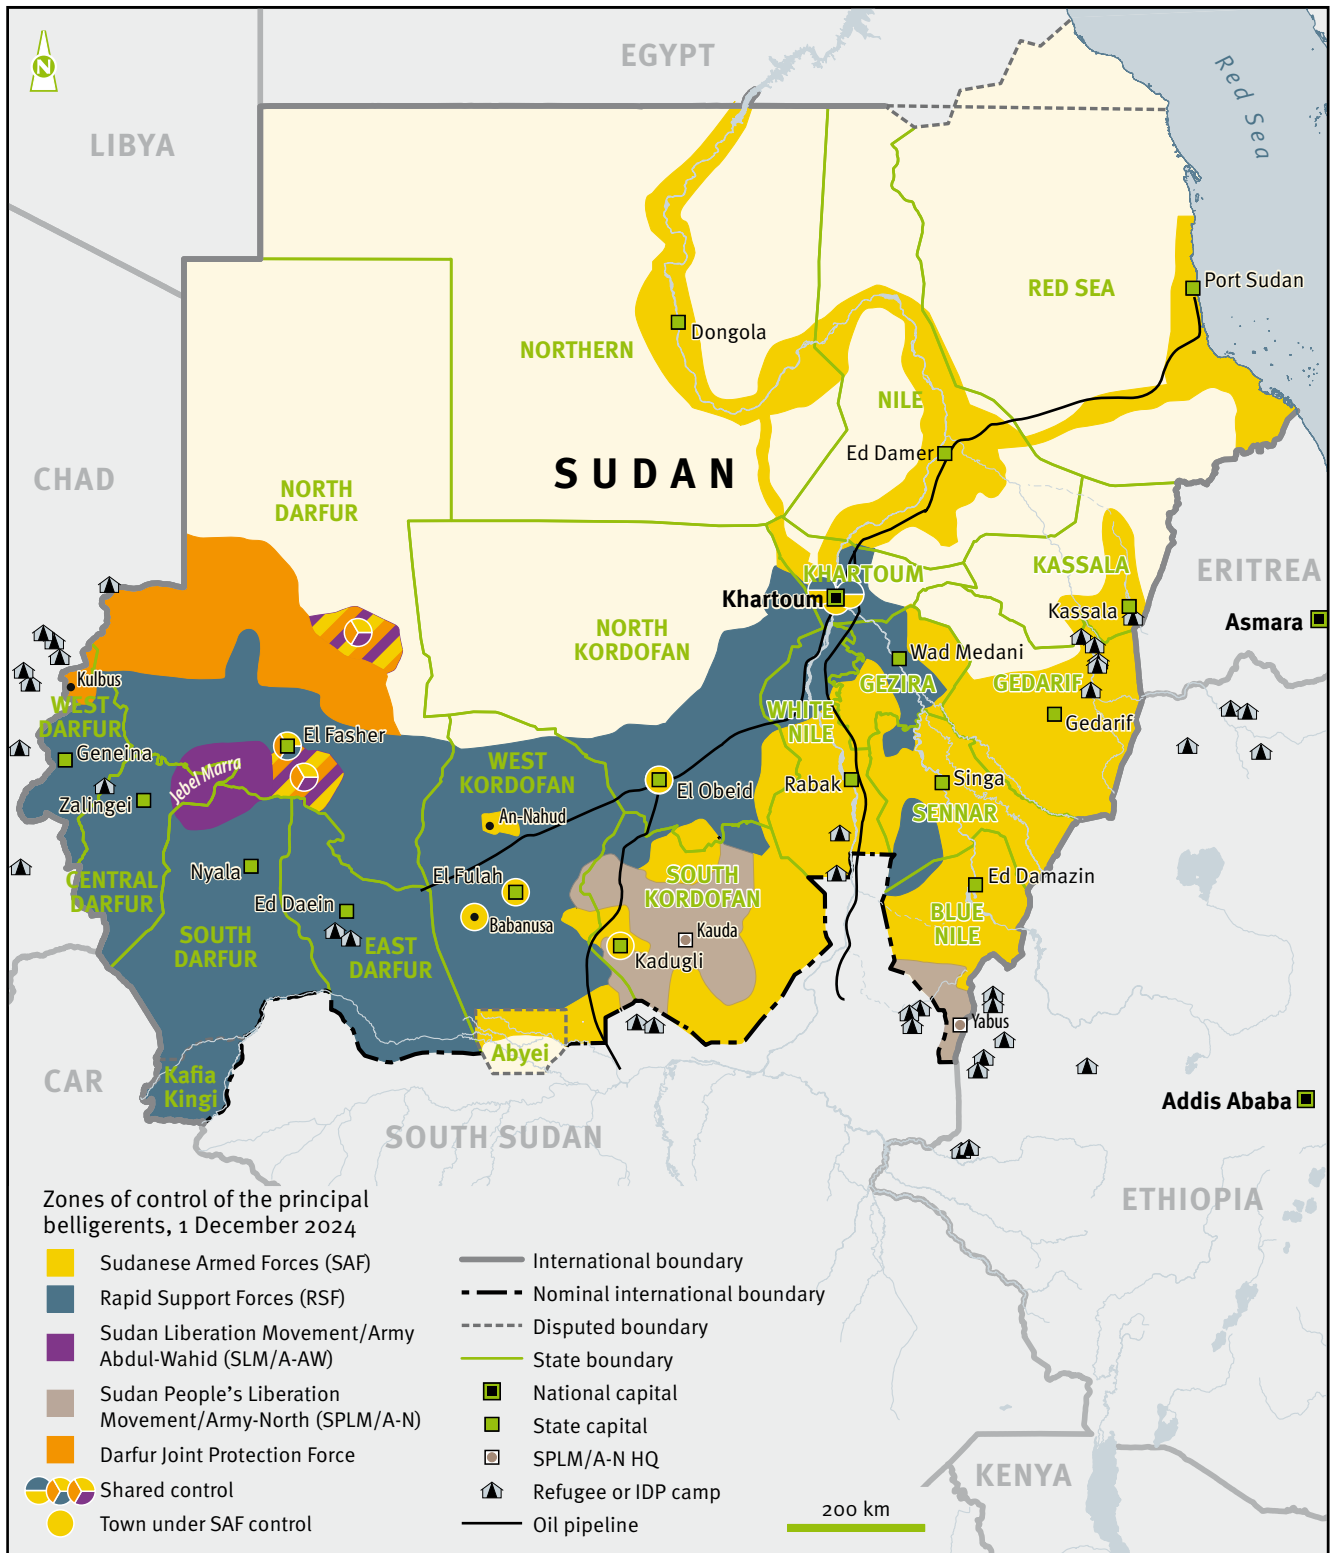 EGYPT
N
Red Sea
LIBYA
Port Sudan
RED SEA
Dongola
NORTHERN
NILE
Ed Damer
SUDAN
CHAD
NORTH
DARFUR
KASSALA
ERITREA
KHARTOUM
Khartoum
Kassala
Asmara
NORTH
KORDOFAN
Wad Medani
Kulbus
GEZIRA
GEDARIF
WEST
DARFUR
WHITE
NILE
Gedarif
El Fasher
Geneina
WEST
KORDOFAN
Jebel Marra
El Obeid
Rabak
Singa
Zalingei
An-Nahud
SENNAR
Nyala
El Fulah
SOUTH
KORDOFAN
Ed Damazin
CENTRAL
DARFUR
Ed Daein
Babanusa
Kauda
BLUE
NILE
SOUTH
DARFUR
EAST
DARFUR
Kadugli
Yabus
Abyei
CAR
Kafia
Kingi
Addis Ababa
SOUTH SUDAN
ETHIOPIA
Zones of control of the principal
belligerents, 1 December 2024
Sudanese Armed Forces (SAF)
Rapid Support Forces (RSF)
Sudan Liberation Movement/Army
Abdul-Wahid (SLM/A-AW)
Sudan People's Liberation
Movement/Army-North (SPLM/A-N)
Darfur Joint Protection Force
Shared control
Town under SAF control
International boundary
Nominal international boundary
Disputed boundary
State boundary
National capital
State capital
SPLM/A-N HQ
Refugee or IDP camp
Oil pipeline
200 km
KENYA